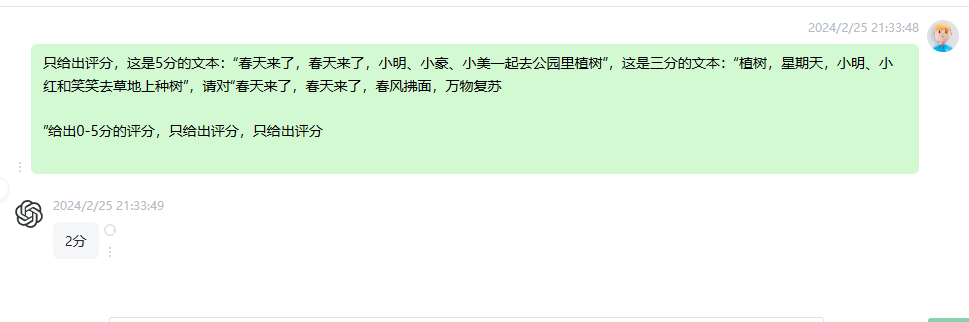 2024/2/25 21:33:48
只给出评分，这是5分的文本：“春天来了，春天来了，小明、小豪、小美一起去公园里植树”，这是三分的文本：“植树，星期天，小明、小
红和笑笑去草地上种树”，请对“春天来了，春天来了，春风拂面，万物复苏
”给出0-5分的评分，只给出评分，只给出评分
2024/2/25 21:33:49
2分